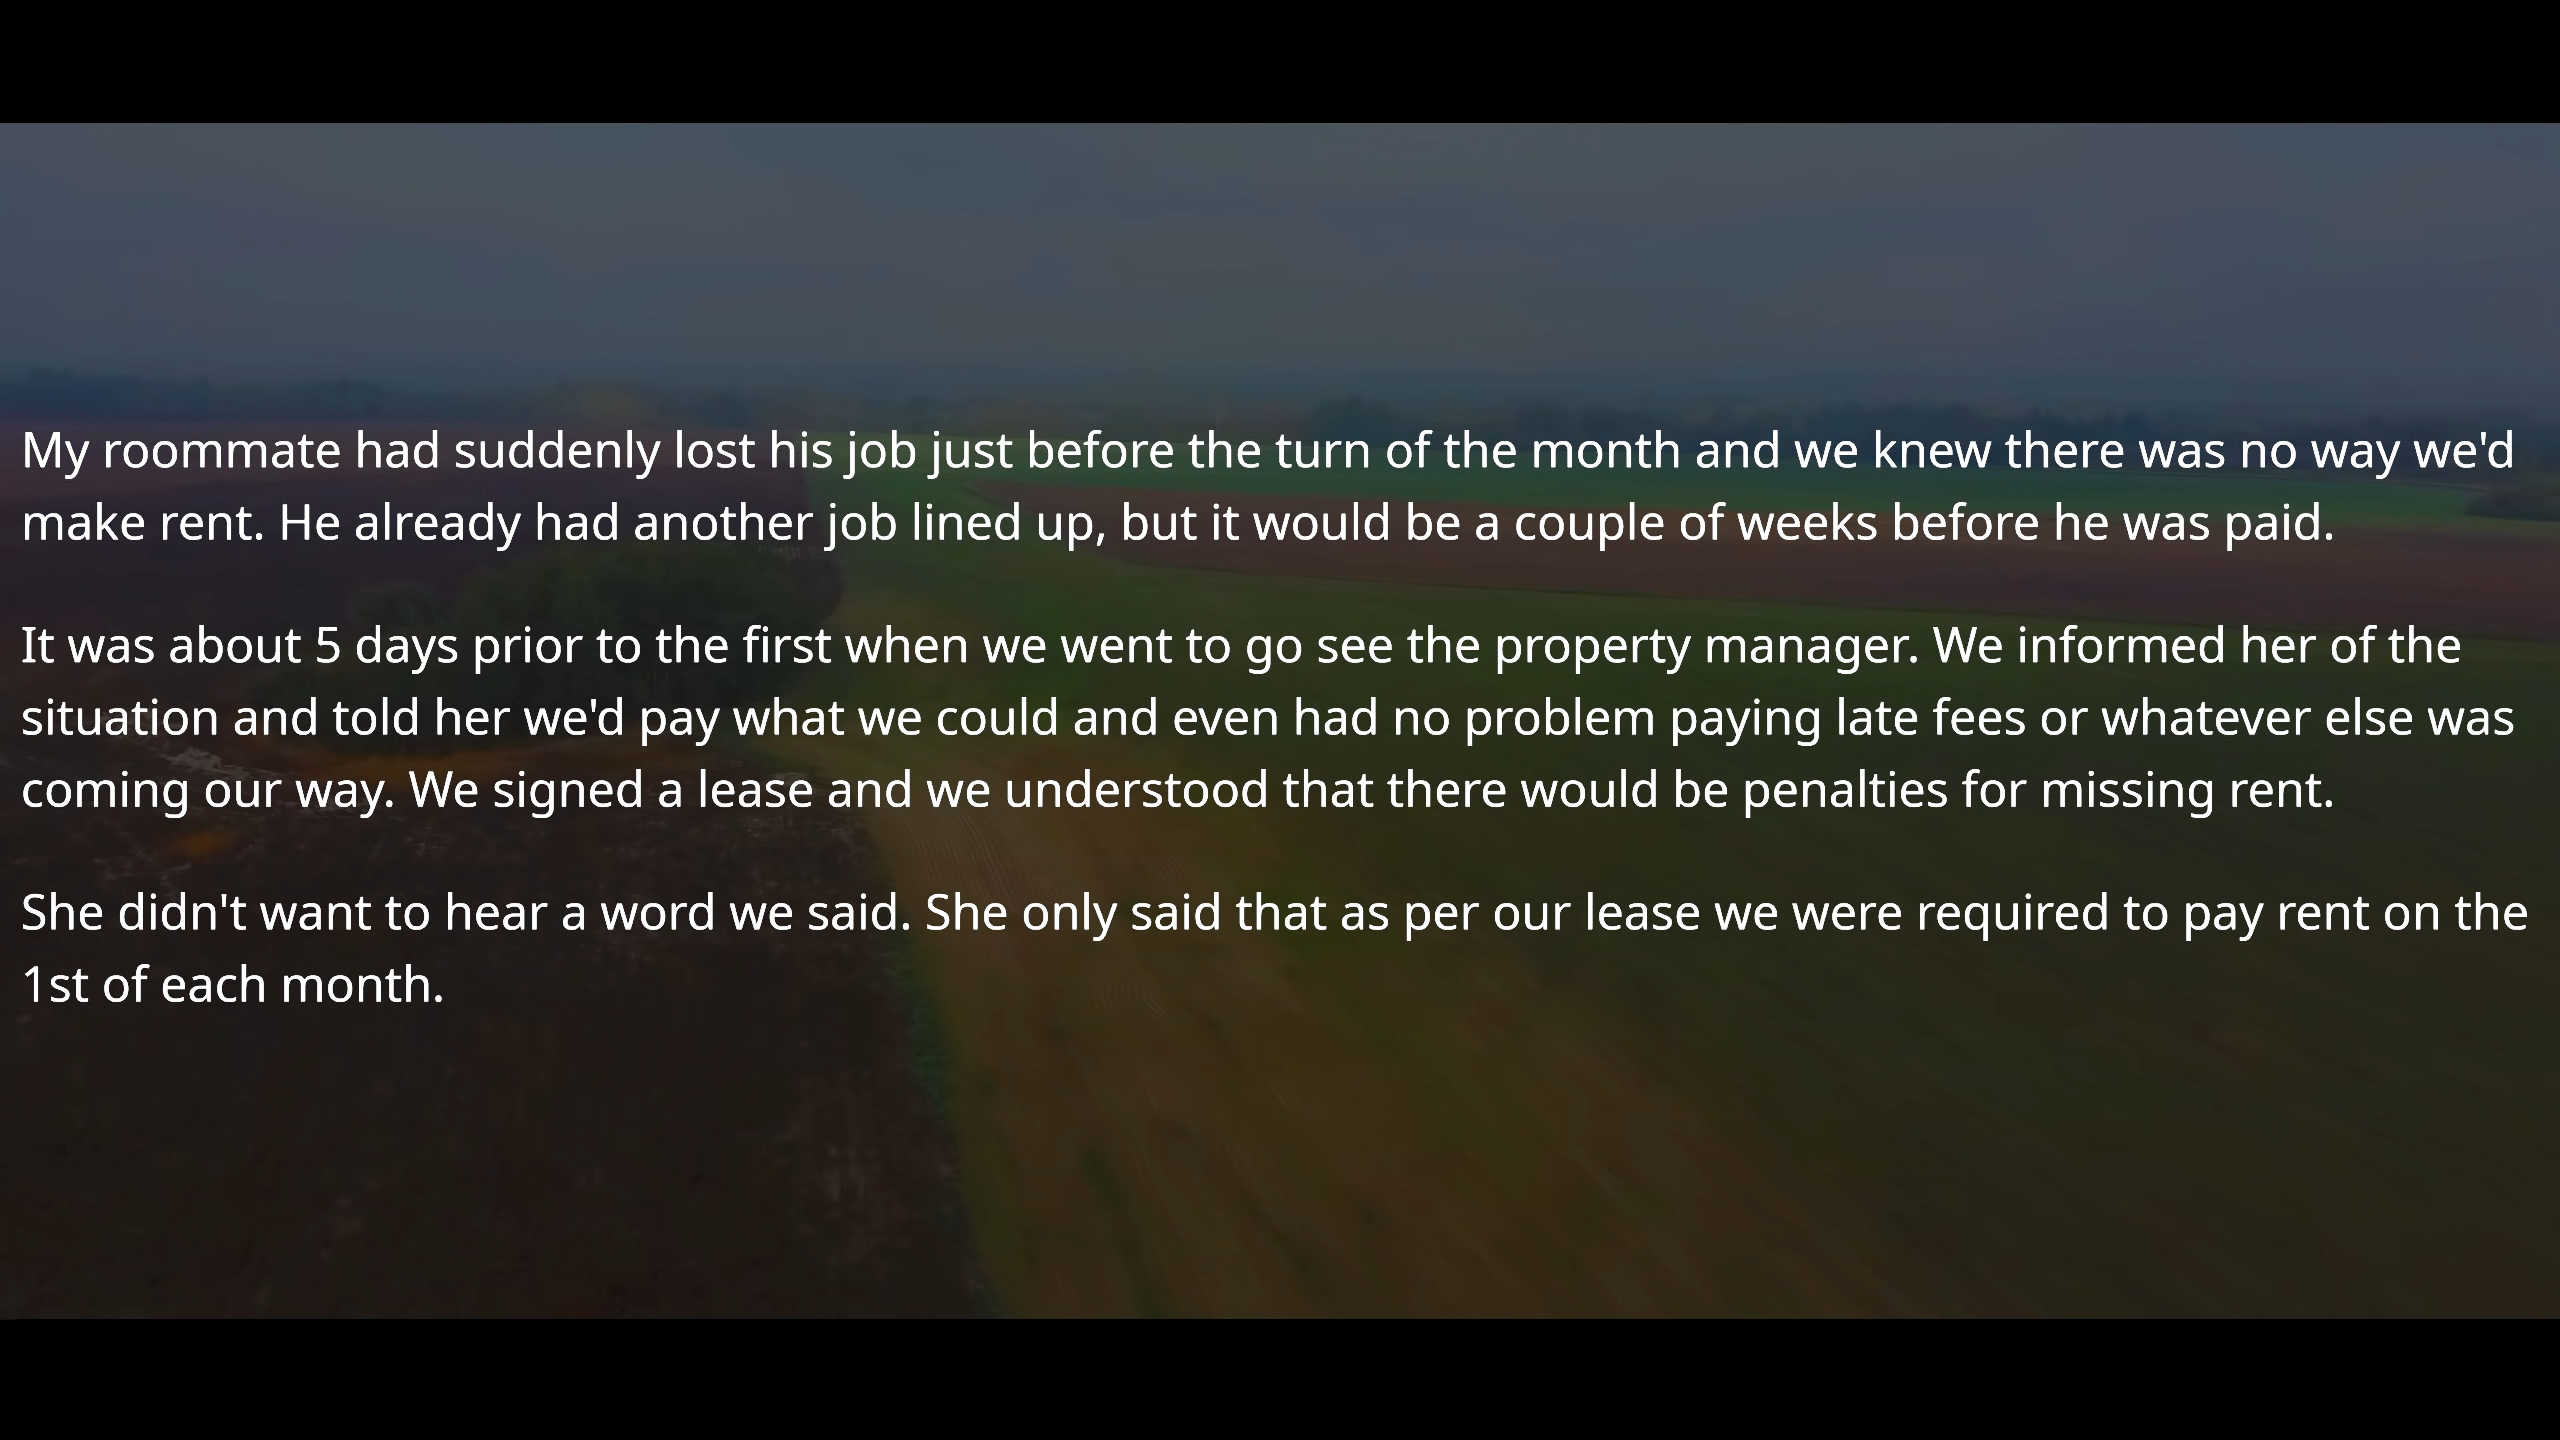 My roommate had suddenly lost his job just before the turn of the month and we knew there was no way we'd
make rent. He already had another job lined up, but it would be a couple of weeks before he was paid.
It was about 5 days prior to the first when we went to go see the property manager. We informed her of the
situation and told her we'd pay what we could and even had no problem paying late fees or whatever else was
coming our way. We signed a lease and we understood that there would be penalties for missing rent.
She didn't want to hear a word we said. She only said that as per our lease we were required to pay rent on the
1st of each month.